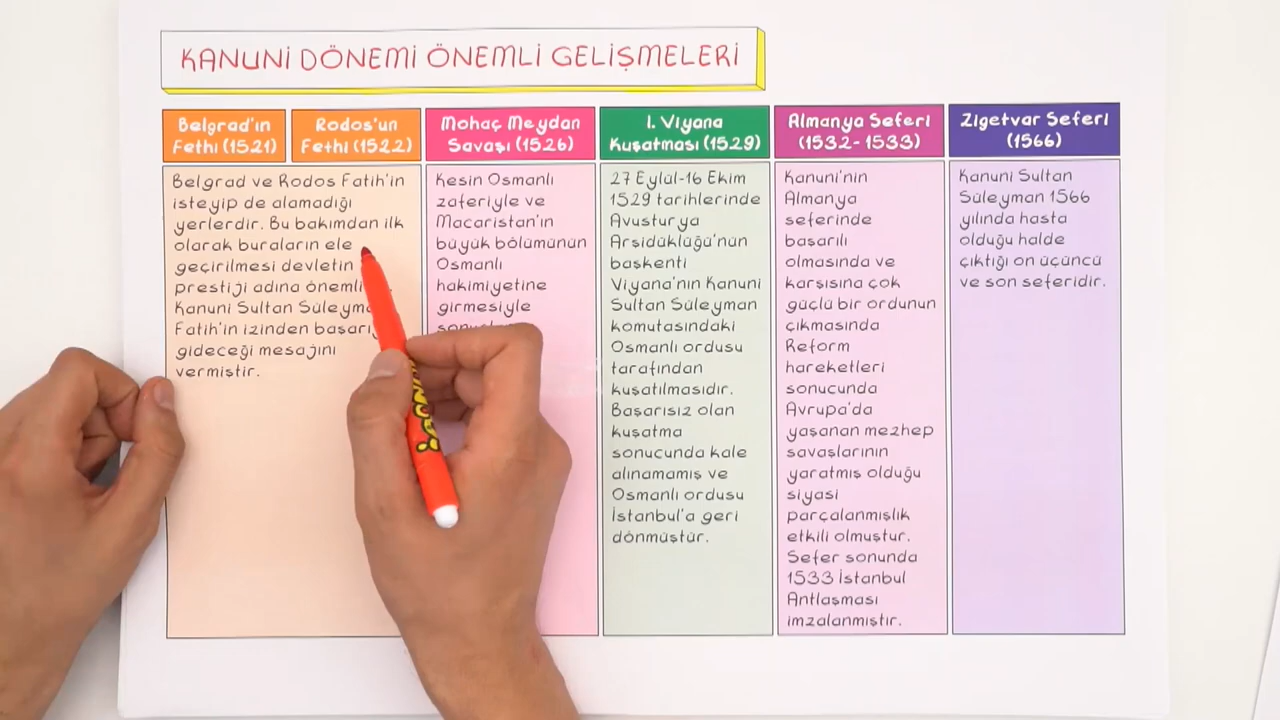 KANUNİ DÖNEMİ ÖNEMLİ GELİŞMELERİ
Belgrad'ın
Fethi (1521)
Rodos'un
Fethi (1522)
Mohaç Meydan
Savaşı (1526)
I. Viyana
Kuşatması (1529)
Almanya Seferi
(1532-1533)
Zigetvar Seferi
(1566)
Belgrad ve Rodos Fatih'in
isteyip de alamadığı
yerlerdir. Bu bakımdan ilk
olarak buraların ele
geçirilmesi devletin
prestiji adına
Kanuni Sultan
Fatih'in izinden
gideceği mesajını
vermiştir.
Kesin Osmanlı
zaferiyle ve
Macaristan'ın
büyük bölümünün
Osmanlı
hakimiyetine
girmesiyle
27 Eylül-16 Ekim
1529 tarihlerinde
Avusturya
Arşidüklüğü'nün
başkenti
Viyana'nın Kanuni
Sultan Süleyman
komutasındaki
Osmanlı ordusu
tarafından
kuşatılmasıdır.
Başarısız olan
kuşatma
sonucunda kale
alınamamış ve
Osmanlı ordusu
İstanbul'a geri
dönmüştür.
Kanuni'nin
Almanya
seferinde
başarılı
olmasında ve
karşısına çok
güçlü bir ordunun
çıkmasında
Reform
hareketleri
sonucunda
Avrupa'da
yaşanan mezhep
savaşlarının
yaratmış olduğu
siyasi
parçalanmışlık
etkili olmuştur.
Sefer sonunda
1533 İstanbul
Antlaşması
imzalanmıştır.
Kanuni Sultan
Süleyman 1566
yılında hasta
olduğu halde
çıktığı on üçüncü
ve son seferidir.